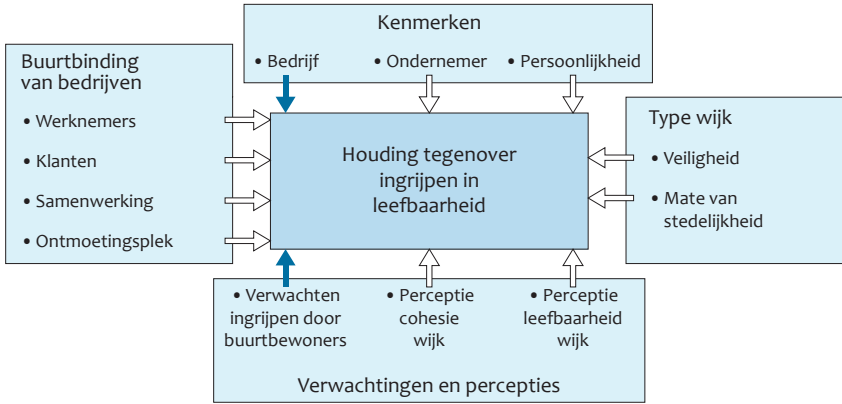 Kenmerken
• Bedrijf
• Ondernemer
• Persoonlijkheid
Buurtbinding
van bedrijven
• Werknemers
• Klanten
• Samenwerking
• Ontmoetingsplek
Houding tegenover
ingrijpen in
leefbaarheid
Type wijk
• Veiligheid
• Mate van
stedelijkheid
• Verwachten
ingrijpen door
buurtbewoners
• Perceptie
cohesie
wijk
• Perceptie
leefbaarheid
wijk
Verwachtingen en percepties